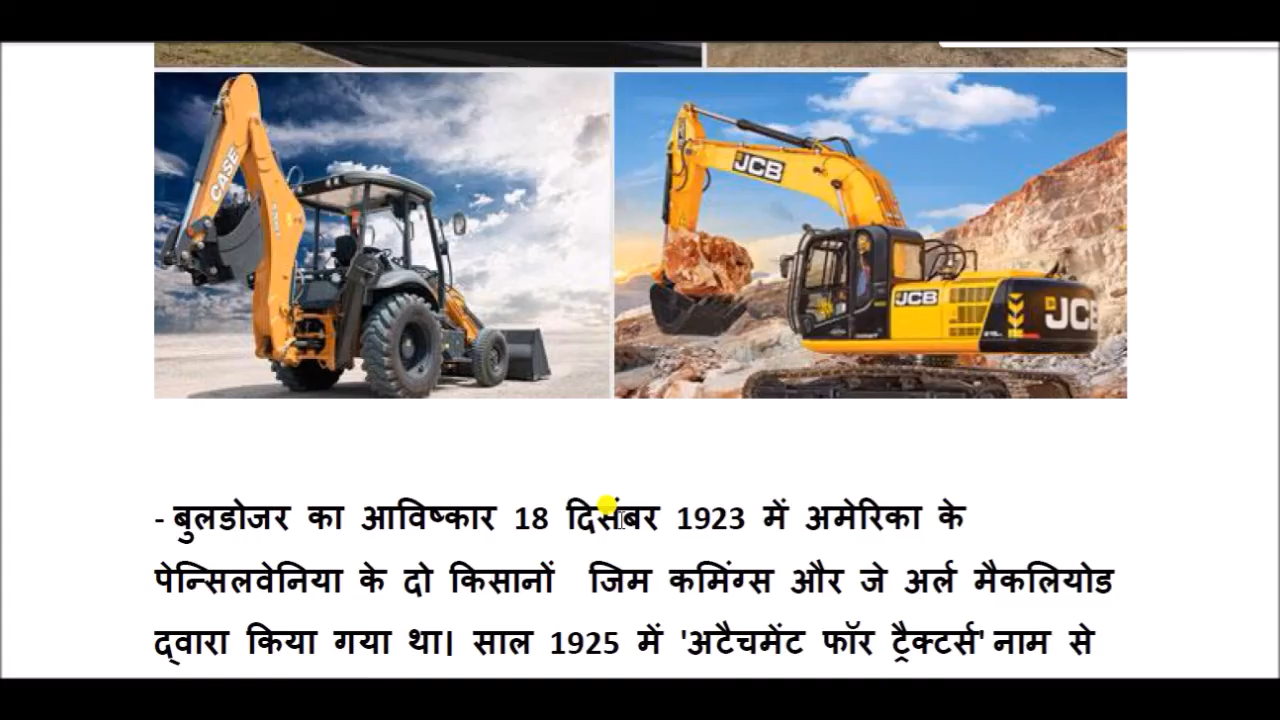 CASE
JCB
JCB
JCB
- बुलडोजर का आविष्कार 18 दिसंबर 1923 में अमेरिका के
पेन्सिलवेनिया के दो किसानों जिम कमिंग्स और जे अर्ल मैकलियोड
द्वारा किया गया था। साल 1925 में 'अटैचमेंट फॉर ट्रैक्टर्स' नाम से